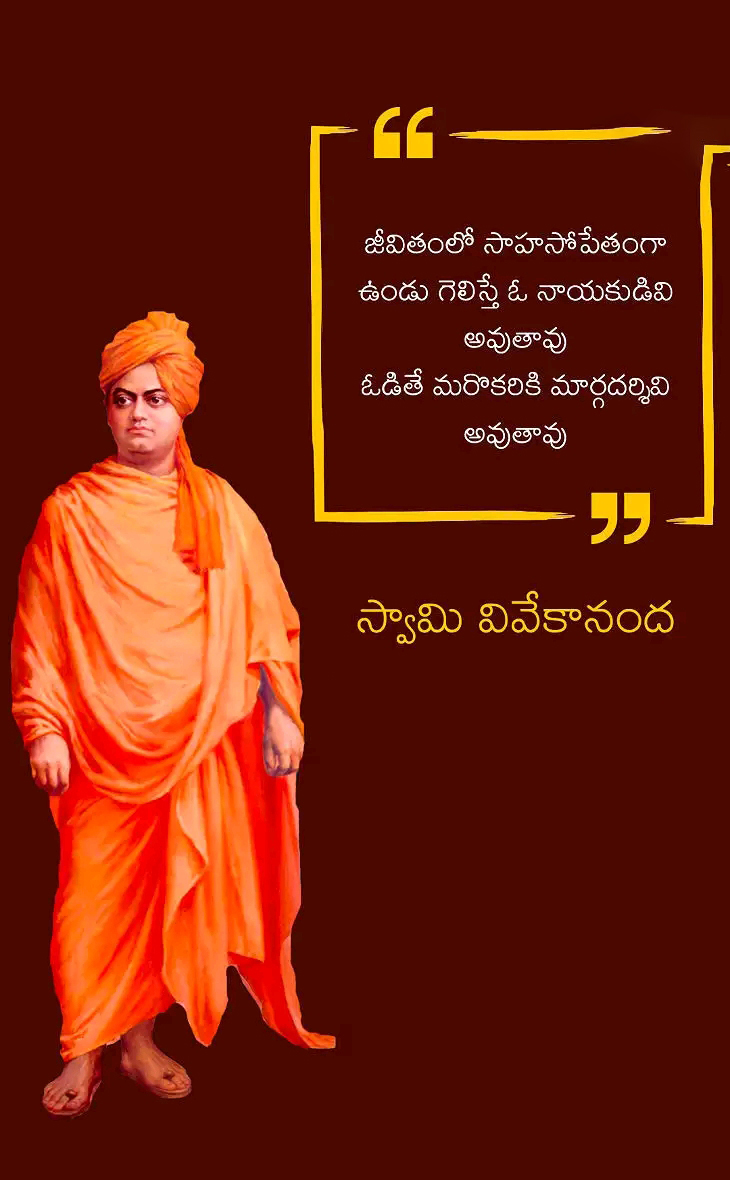 జీవితంలో సాహసోపేతంగా
ఉండు గెలిస్తే ఓ నాయకుడివి
అవుతావు
ఓడితే మరొకరికి మార్గదర్శివి
అవుతావు
స్వామి వివేకానంద